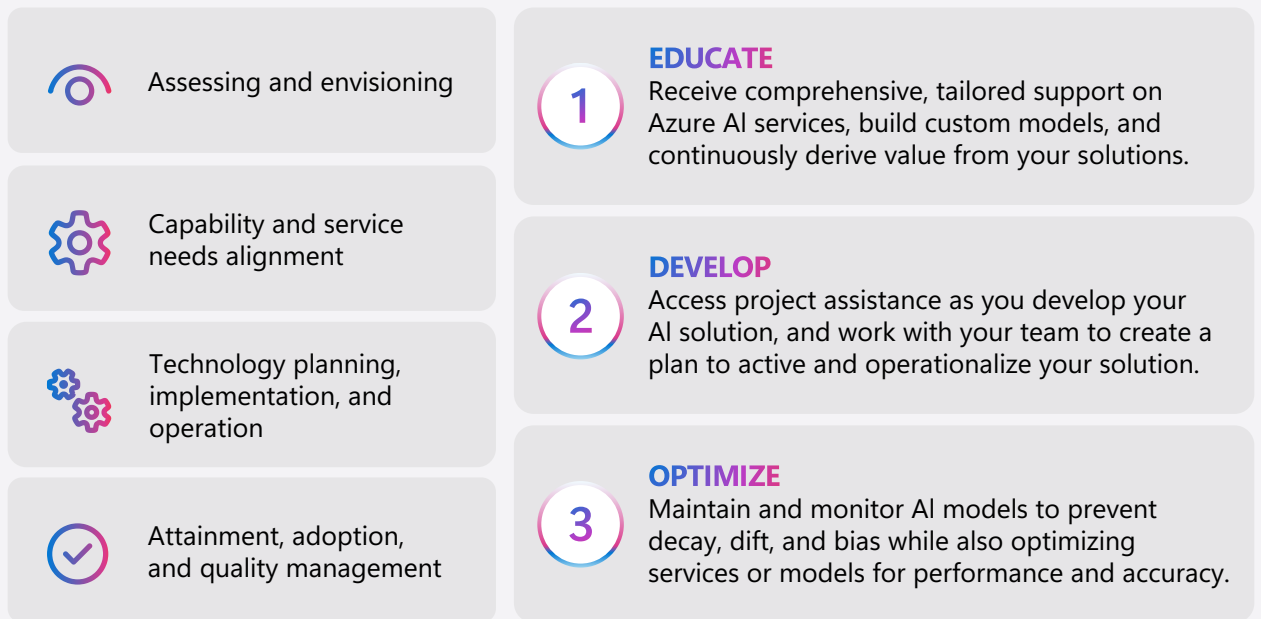 Assessing and envisioning
Capability and service
needs alignment
Technology planning,
implementation, and
operation
Attainment, adoption,
and quality management
1
EDUCATE
Receive comprehensive, tailored support on
Azure AI services, build custom models, and
continuously derive value from your solutions.
2
DEVELOP
Access project assistance as you develop your
AI solution, and work with your team to create a
plan to active and operationalize your solution.
3
OPTIMIZE
Maintain and monitor AI models to prevent
decay, dift, and bias while also optimizing
services or models for performance and accuracy.